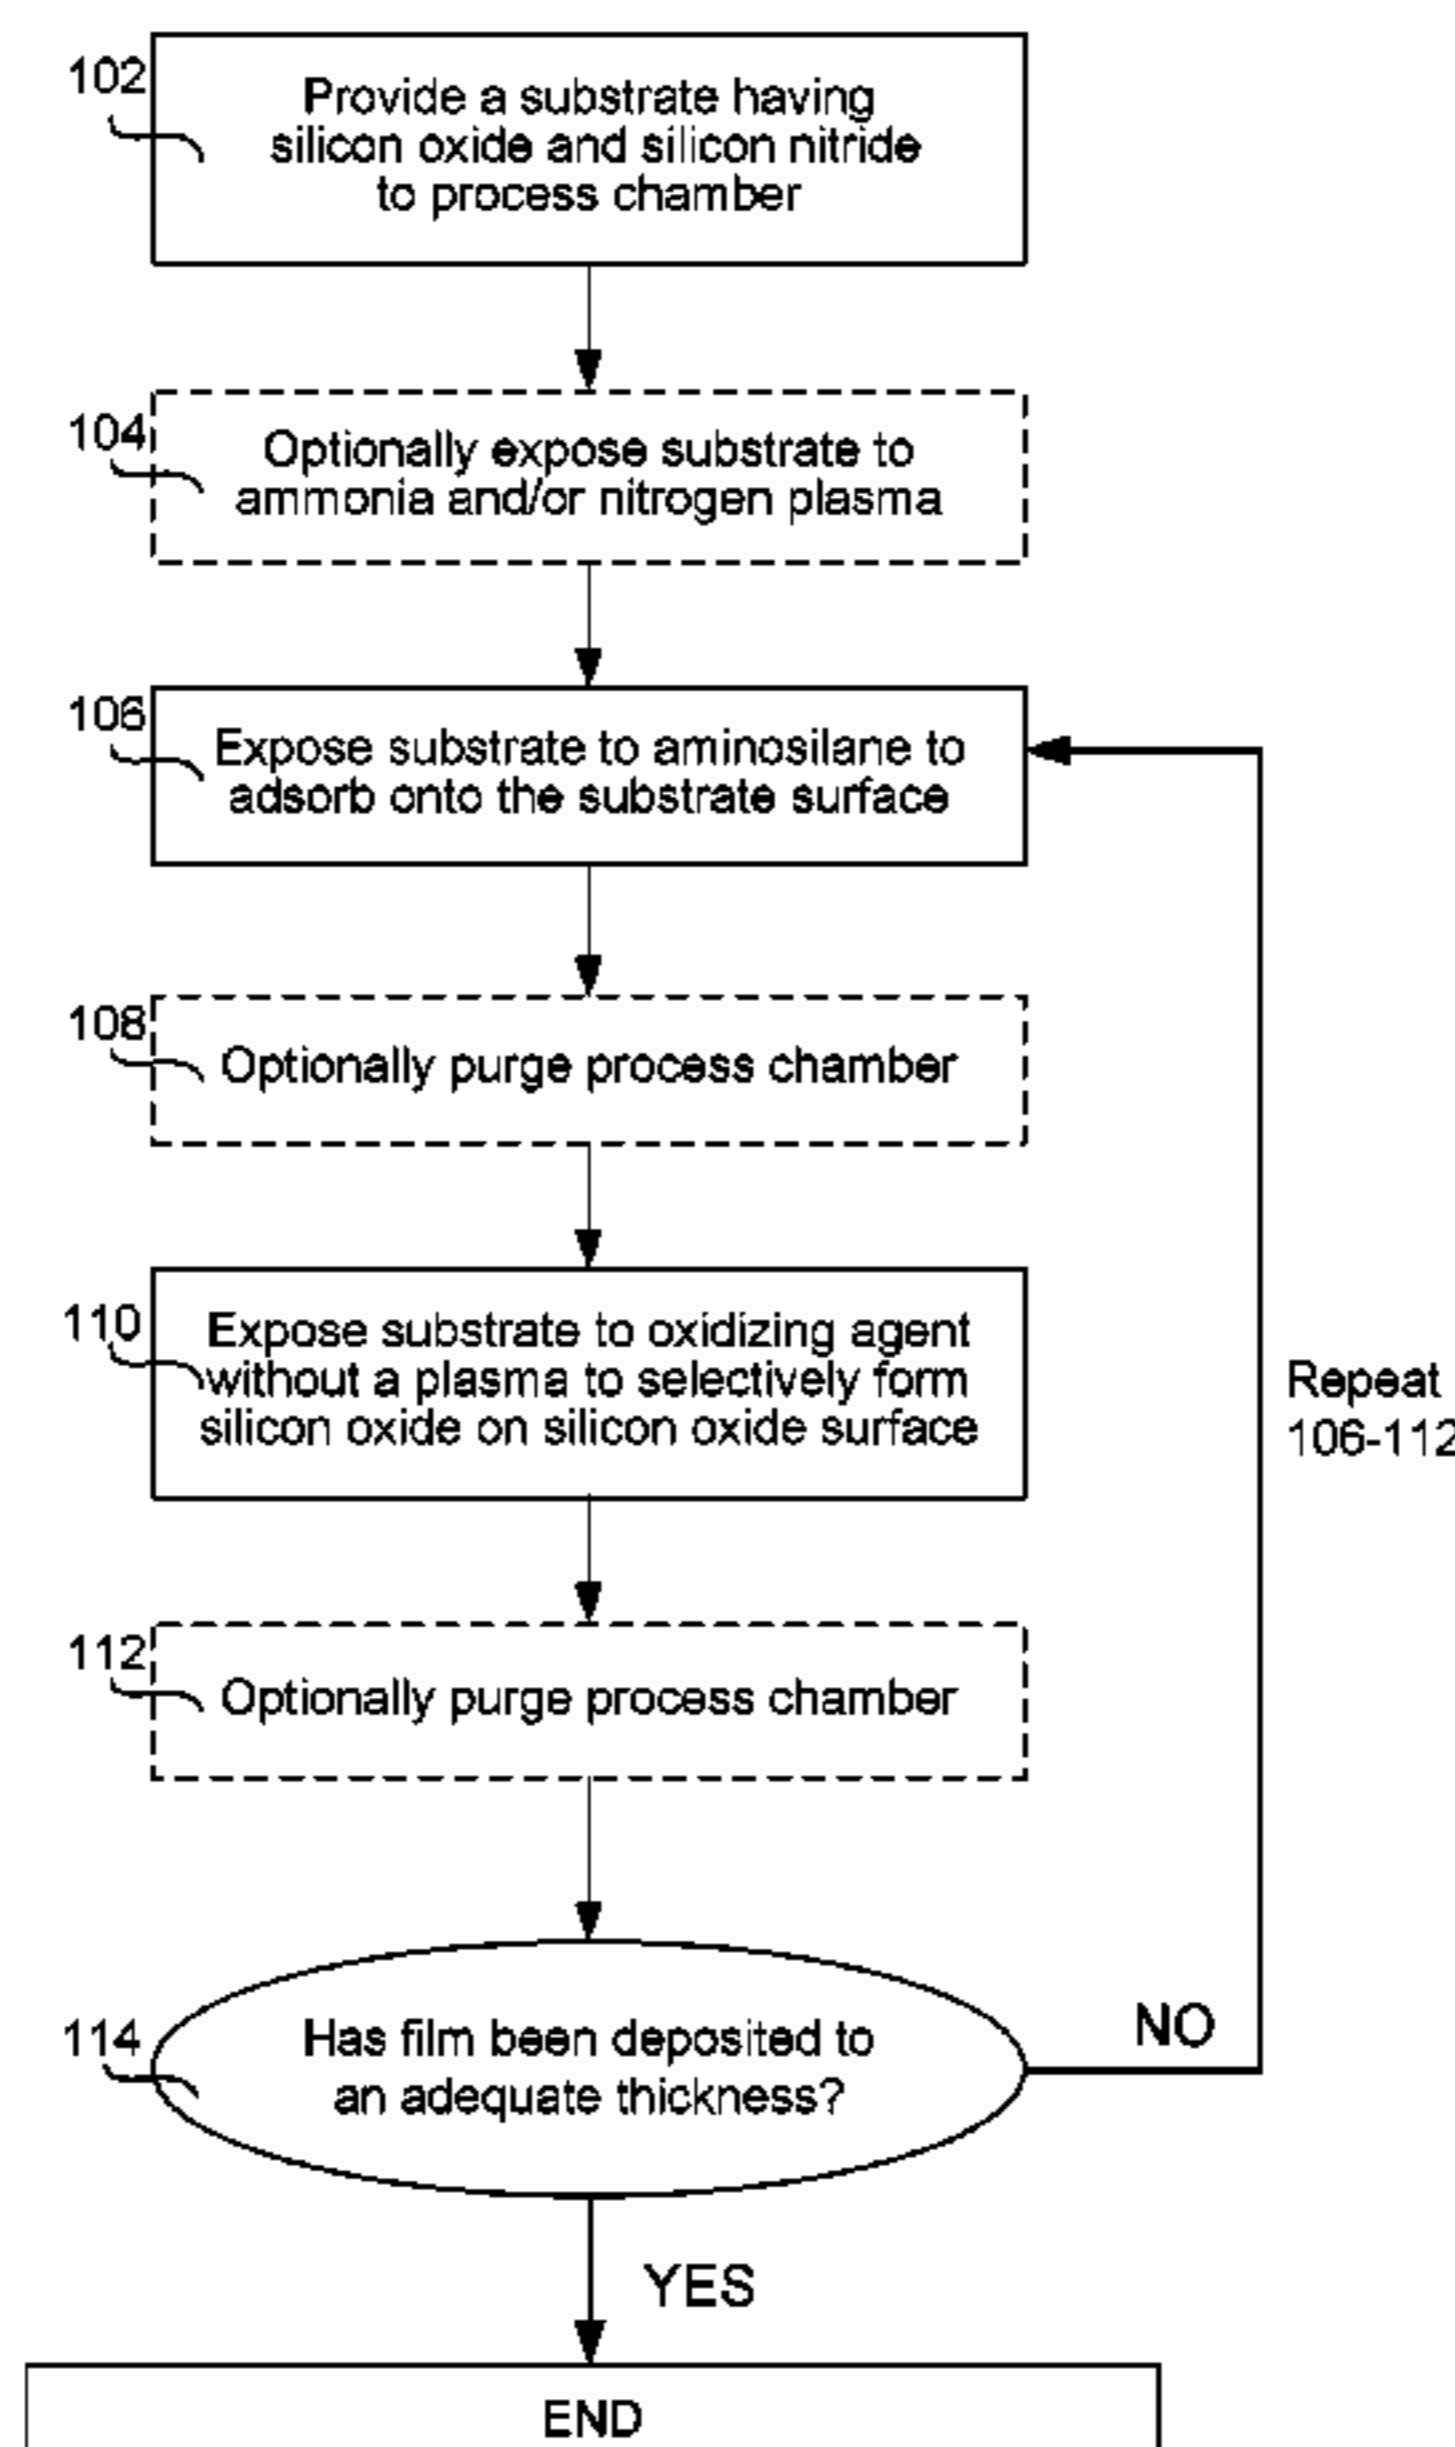 102
Provide a substrate having
silicon oxide and silicon nitride
to process chamber
104
Optionally expose substrate to
ammonia and/or nitrogen plasma
106
Expose substrate to aminosilane to
adsorb onto the substrate surface
108
Optionally purge process chamber
110
Expose substrate to oxidizing agent
without a plasma to selectively form
silicon oxide on silicon oxide surface
Repeat
106-112
112
Optionally purge process chamber
114
Has film been deposited to
an adequate thickness?
NO
YES
END